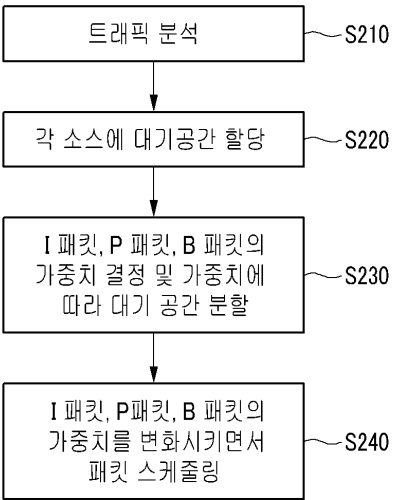 트래픽 분석
S210
각 소스에 대기공간 할당
S220
I 패킷, P 패킷, B 패킷의
가중치 결정 및 가중치에
따라 대기 공간 분할
S230
I 패킷, P패킷, B 패킷의
가중치를 변화시키면서
패킷 스케줄링
S240